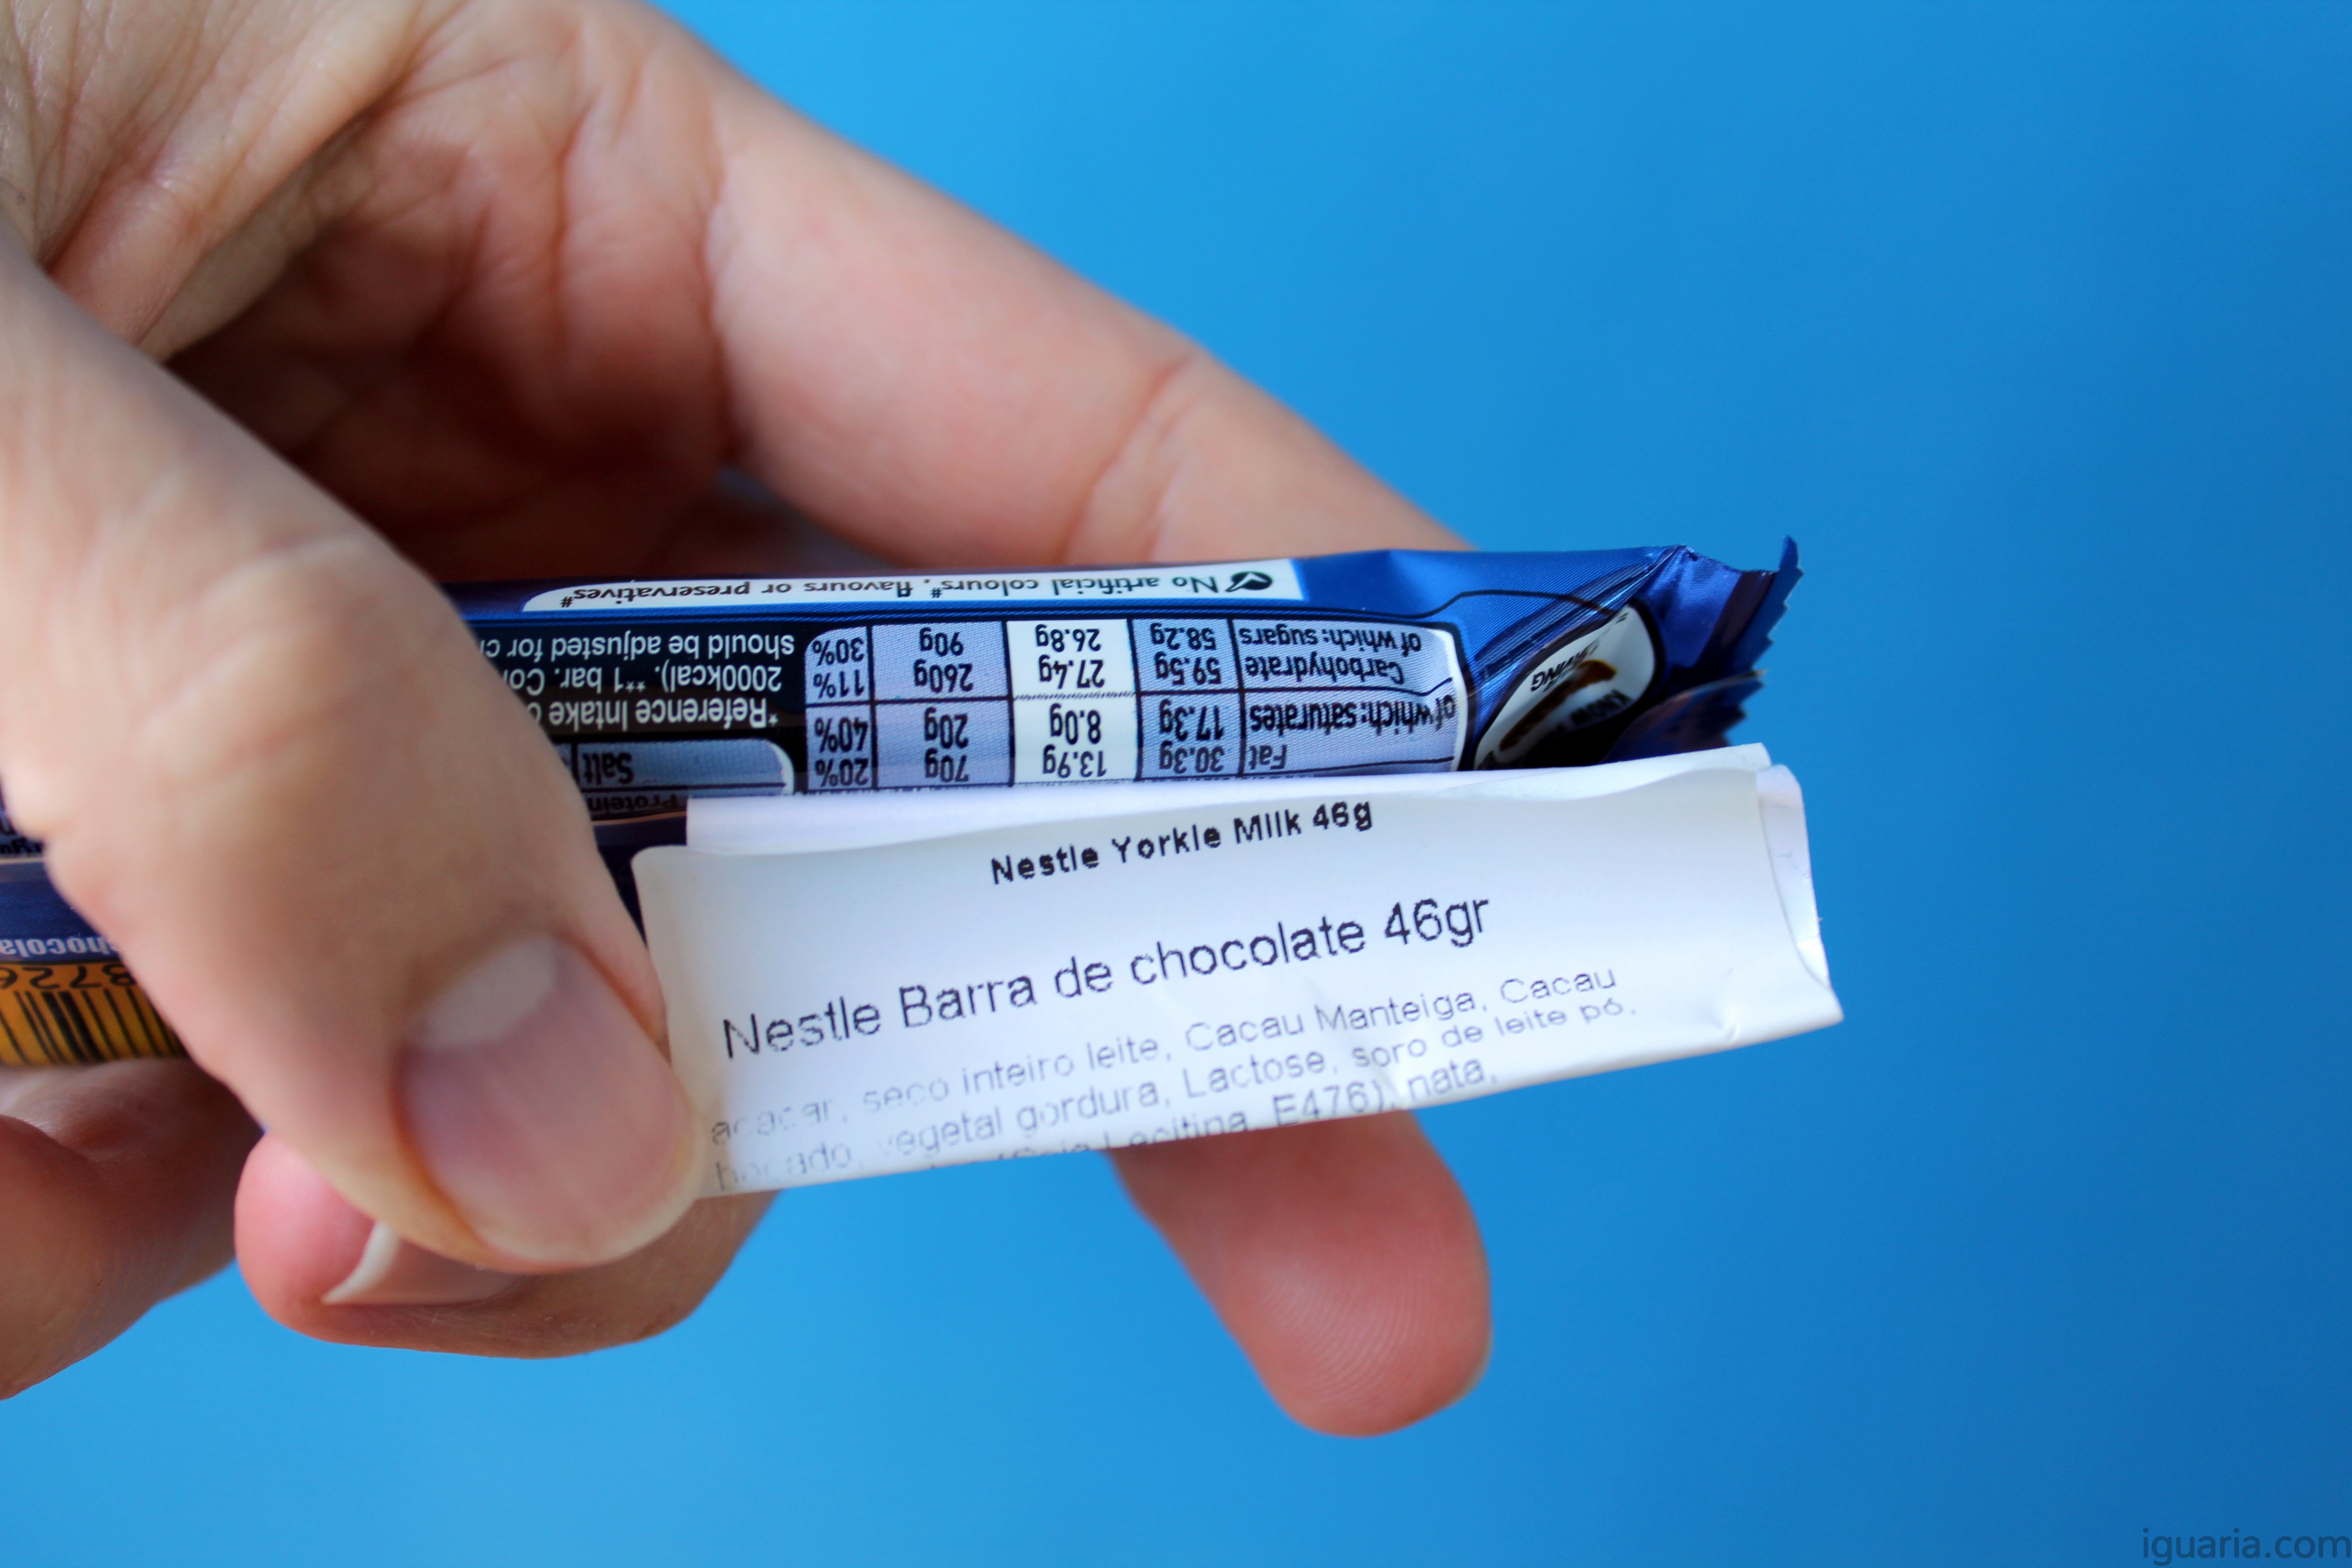 No artificial colours#, flavours or preservatives#
Fat 30.3g 13.9g 70g 20%
of which: saturates 17.3g 8.0g 20g 40%
Carbohydrate 59.5g 27.4g 260g 11%
of which: sugars 58.2g 26.8g 90g 30%
Protein
Salt
*Reference Intake o
2000kcal). **1 bar. Co
should be adjusted for c
Nestle Yorkie Milk 46g
Nestle Barra de chocolate 46gr
seco inteiro leite, Cacau Manteiga, Cacau
vegetal gordura, Lactose, soro de leite pó,
Lecitina, E476), nata,
iguaria.com